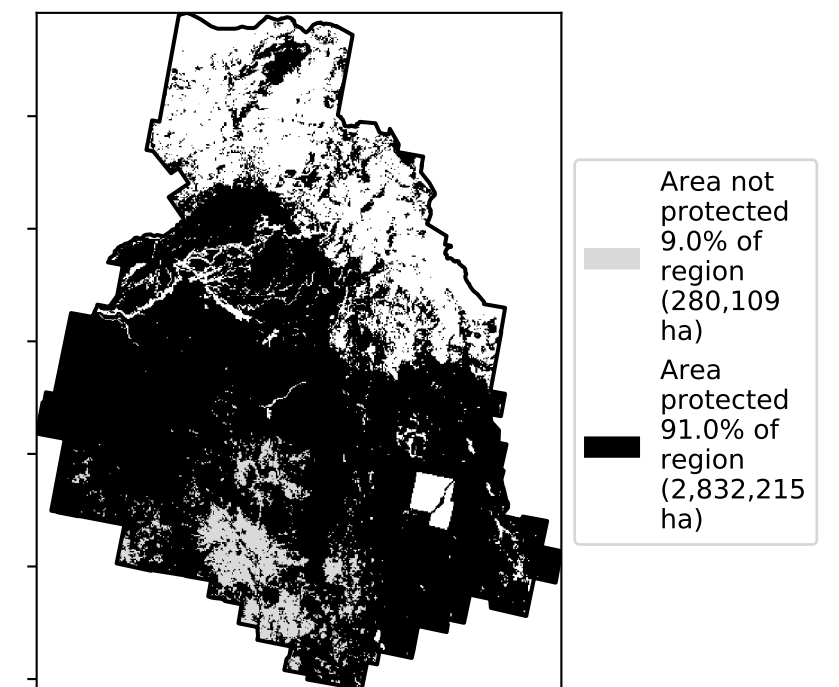 Area not
protected
9.0% of
region
(280,109
ha)
Area
protected
91.0% of
region
(2,832,215
ha)